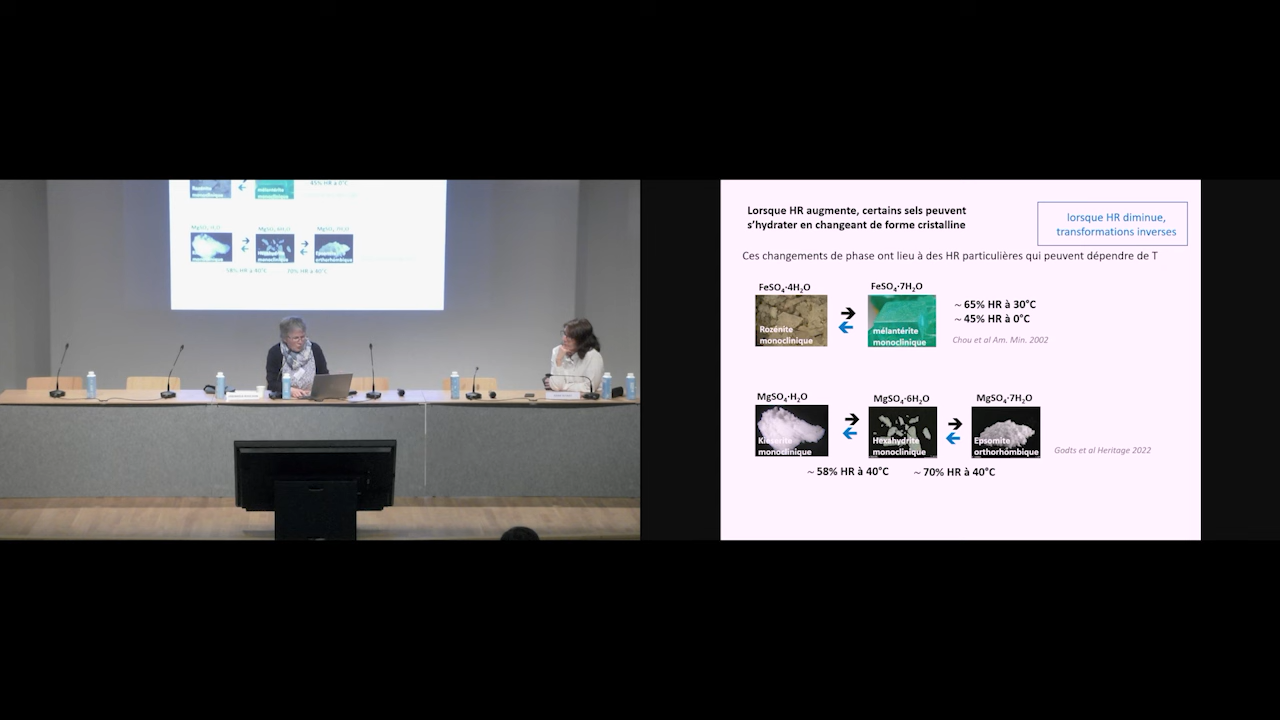 Lorsque HR augmente, certains sels peuvent
s'hydrater en changeant de forme cristalline
lorsque HR diminue,
transformations inverses
Ces changements de phase ont lieu à des HR particulières qui peuvent dépendre de T
FeSO₄·4H₂O
FeSO₄·7H₂O
Rozénite
monoclinique
mélantérite
monoclinique
~ 65% HR à 30°C
~ 45% HR à 0°C
Chou et al Am. Min. 2002
MgSO₄·H₂O
MgSO₄·6H₂O
MgSO₄·7H₂O
Kieserite
monoclinique
Hexahydrite
monoclinique
Epsomite
orthorhombique
Godts et al Heritage 2022
~ 58% HR à 40°C
~ 70% HR à 40°C